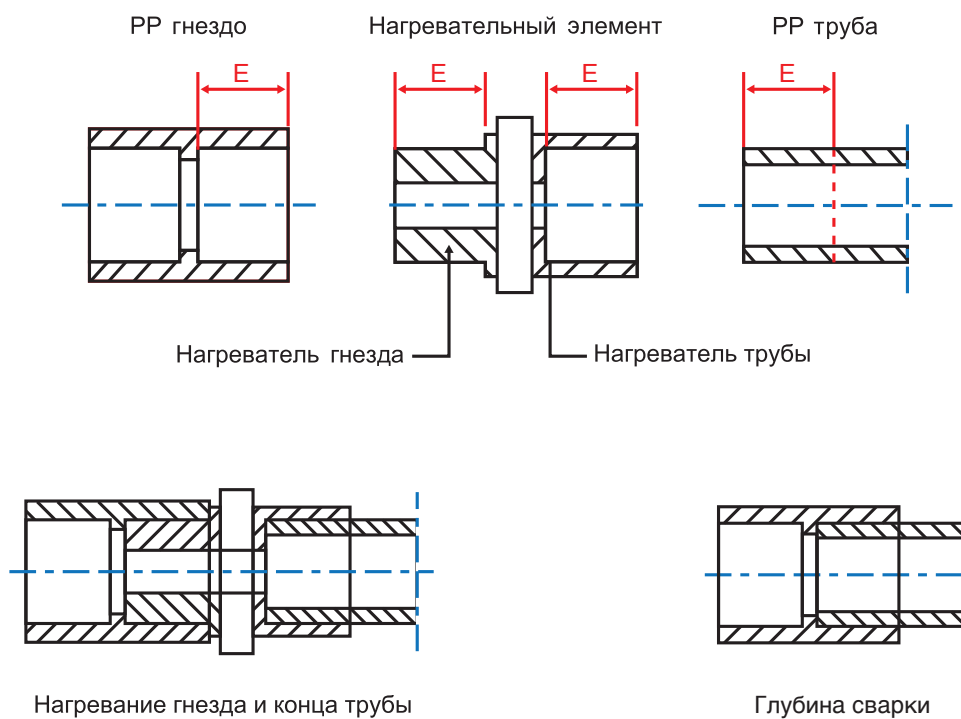 PP гнездо
Нагревательный элемент
PP труба
E
E
E
E
Нагреватель гнезда
Нагреватель трубы
Нагревание гнезда и конца трубы
Глубина сварки